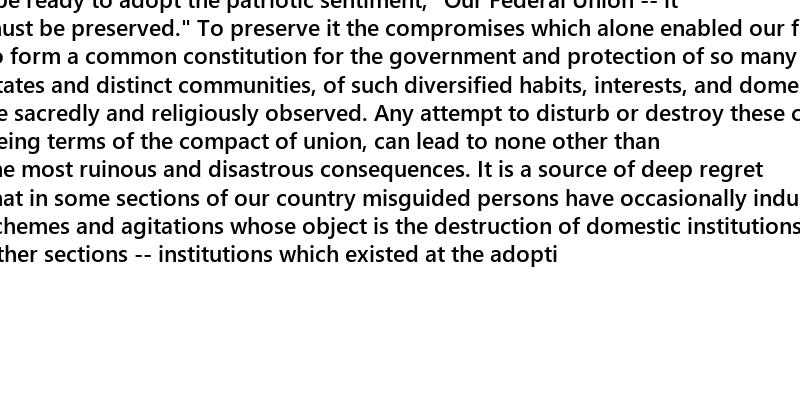 be ready to adopt the patriotic sentiment, "Our Federal Union -- it
must be preserved." To preserve it the compromises which alone enabled our f
o form a common constitution for the government and protection of so many
tates and distinct communities, of such diversified habits, interests, and dome
e sacredly and religiously observed. Any attempt to disturb or destroy these c
eing terms of the compact of union, can lead to none other than
he most ruinous and disastrous consequences. It is a source of deep regret
hat in some sections of our country misguided persons have occasionally indu
chemes and agitations whose object is the destruction of domestic institutions
ther sections -- institutions which existed at the adopti